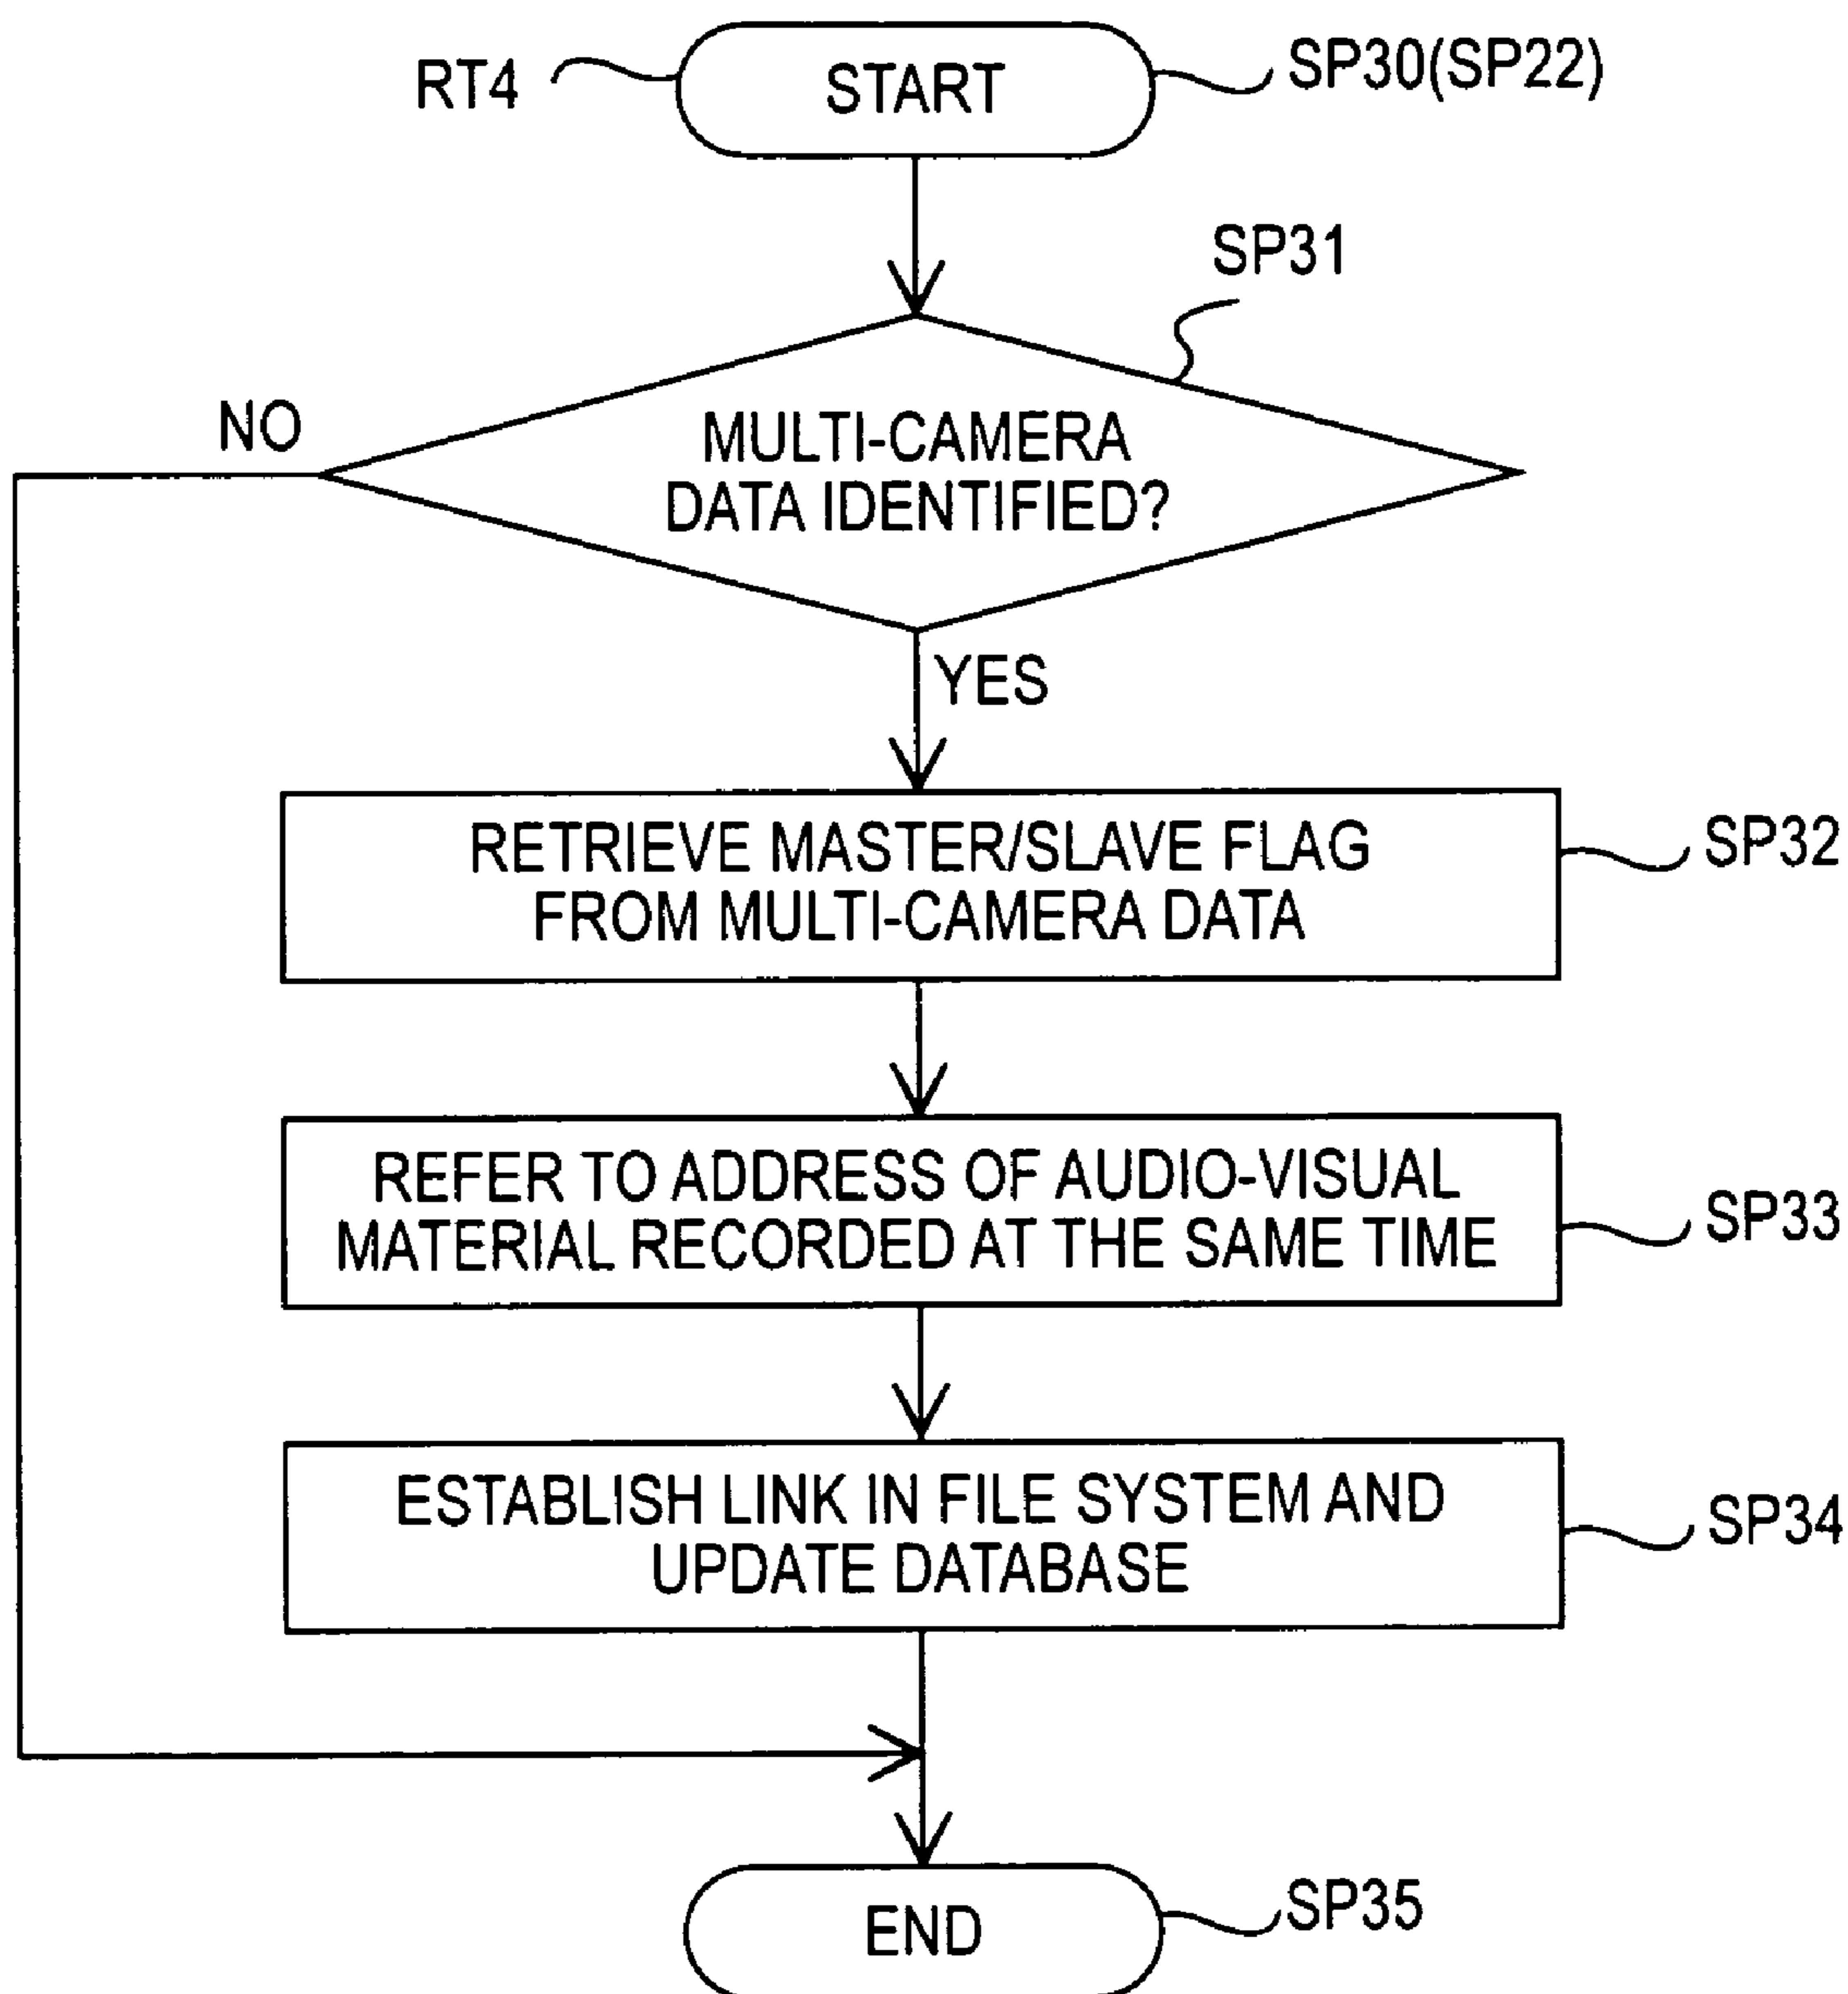 RT4
START
SP30(SP22)
SP31
NO
MULTI-CAMERA
DATA IDENTIFIED?
YES
RETRIEVE MASTER/SLAVE FLAG
FROM MULTI-CAMERA DATA
SP32
REFER TO ADDRESS OF AUDIO-VISUAL
MATERIAL RECORDED AT THE SAME TIME
SP33
ESTABLISH LINK IN FILE SYSTEM AND
UPDATE DATABASE
SP34
END
SP35